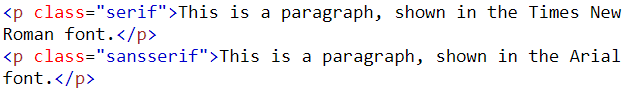 <p class="serif">This is a paragraph, shown in the Times New
Roman font.</p>
<p class="sansserif">This is a paragraph, shown in the Arial
font.</p>